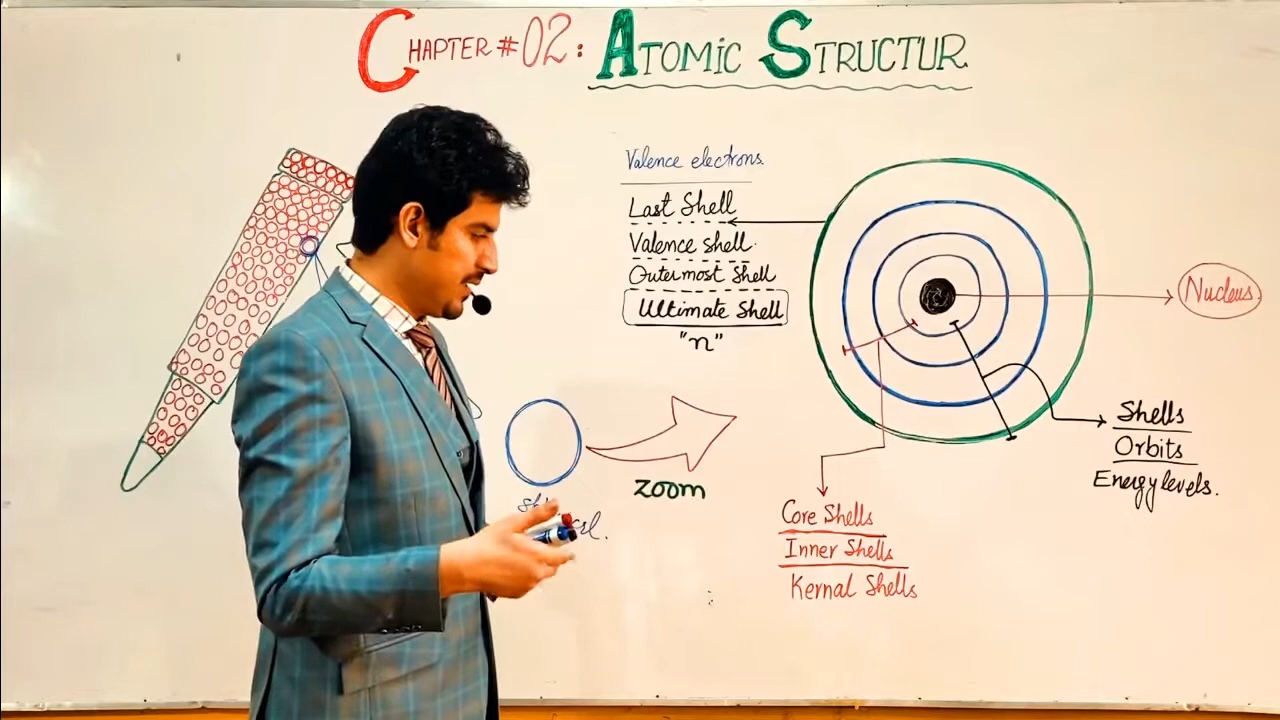 CHAPTER # 02: ATOMIC STRUCTUR
Valence electrons
Last Shell
Valence shell.
Outermost Shell
Ultimate Shell
"n"
Nucleus
Shells
Orbits
Energy levels.
zoom
Core Shells
Inner Shells
Kernal Shells